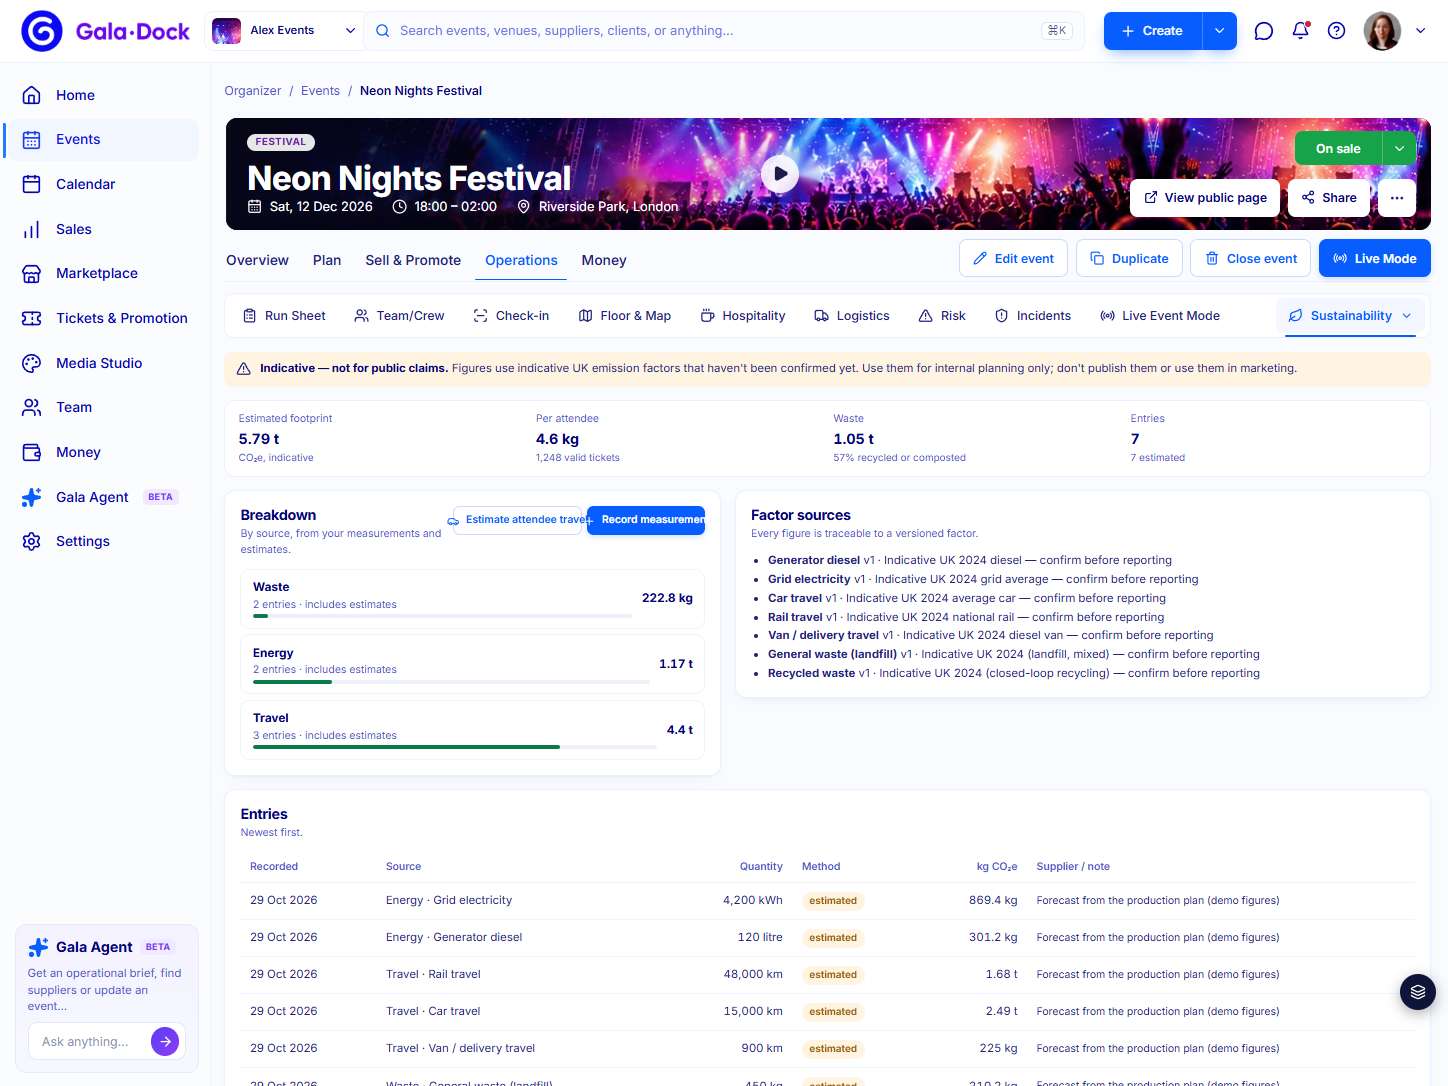 Gala·Dock
Alex Events
Search events, venues, suppliers, clients, or anything...
⌘K
+ Create
Home
Events
Calendar
Sales
Marketplace
Tickets & Promotion
Media Studio
Team
Money
Gala Agent BETA
Settings
Organizer / Events / Neon Nights Festival
FESTIVAL
Neon Nights Festival
Sat, 12 Dec 2026 18:00 – 02:00 Riverside Park, London
On sale
View public page
Share
...
Overview Plan Sell & Promote Operations Money
Edit event
Duplicate
Close event
Live Mode
Run Sheet Team/Crew Check-in Floor & Map Hospitality Logistics Risk Incidents Live Event Mode Sustainability
Indicative — not for public claims. Figures use indicative UK emission factors that haven't been confirmed yet. Use them for internal planning only; don't publish them or use them in marketing.
Estimated footprint
5.79 t
CO₂e, indicative
Per attendee
4.6 kg
1,248 valid tickets
Waste
1.05 t
57% recycled or composted
Entries
7
7 estimated
Breakdown
By source, from your measurements and
estimates.
Estimate attendee travel
+ Record measuremen
Waste
2 entries · includes estimates
222.8 kg
Energy
2 entries · includes estimates
1.17 t
Travel
3 entries · includes estimates
4.4 t
Factor sources
Every figure is traceable to a versioned factor.
• Generator diesel v1 · Indicative UK 2024 diesel — confirm before reporting
• Grid electricity v1 · Indicative UK 2024 grid average — confirm before reporting
• Car travel v1 · Indicative UK 2024 average car — confirm before reporting
• Rail travel v1 · Indicative UK 2024 national rail — confirm before reporting
• Van / delivery travel v1 · Indicative UK 2024 diesel van — confirm before reporting
• General waste (landfill) v1 · Indicative UK 2024 (landfill, mixed) — confirm before reporting
• Recycled waste v1 · Indicative UK 2024 (closed-loop recycling) — confirm before reporting
Entries
Newest first.
Recorded Source Quantity Method kg CO₂e Supplier / note
29 Oct 2026 Energy · Grid electricity 4,200 kWh estimated 869.4 kg Forecast from the production plan (demo figures)
29 Oct 2026 Energy · Generator diesel 120 litre estimated 301.2 kg Forecast from the production plan (demo figures)
29 Oct 2026 Travel · Rail travel 48,000 km estimated 1.68 t Forecast from the production plan (demo figures)
29 Oct 2026 Travel · Car travel 15,000 km estimated 2.49 t Forecast from the production plan (demo figures)
29 Oct 2026 Travel · Van / delivery travel 900 km estimated 225 kg Forecast from the production plan (demo figures)
29 Oct 2026 Waste · General waste (landfill) 450 kg estimated 210.2 kg Forecast from the production plan (demo figures)
Gala Agent BETA
Get an operational brief, find
suppliers or update an
event...
Ask anything...